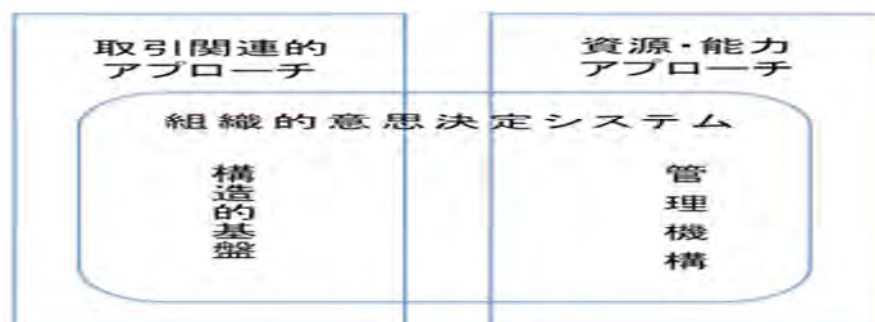 取引関連的
アプローチ
資源・能力
アプローチ
組織的意思決定システム
構造的基盤
管理機構